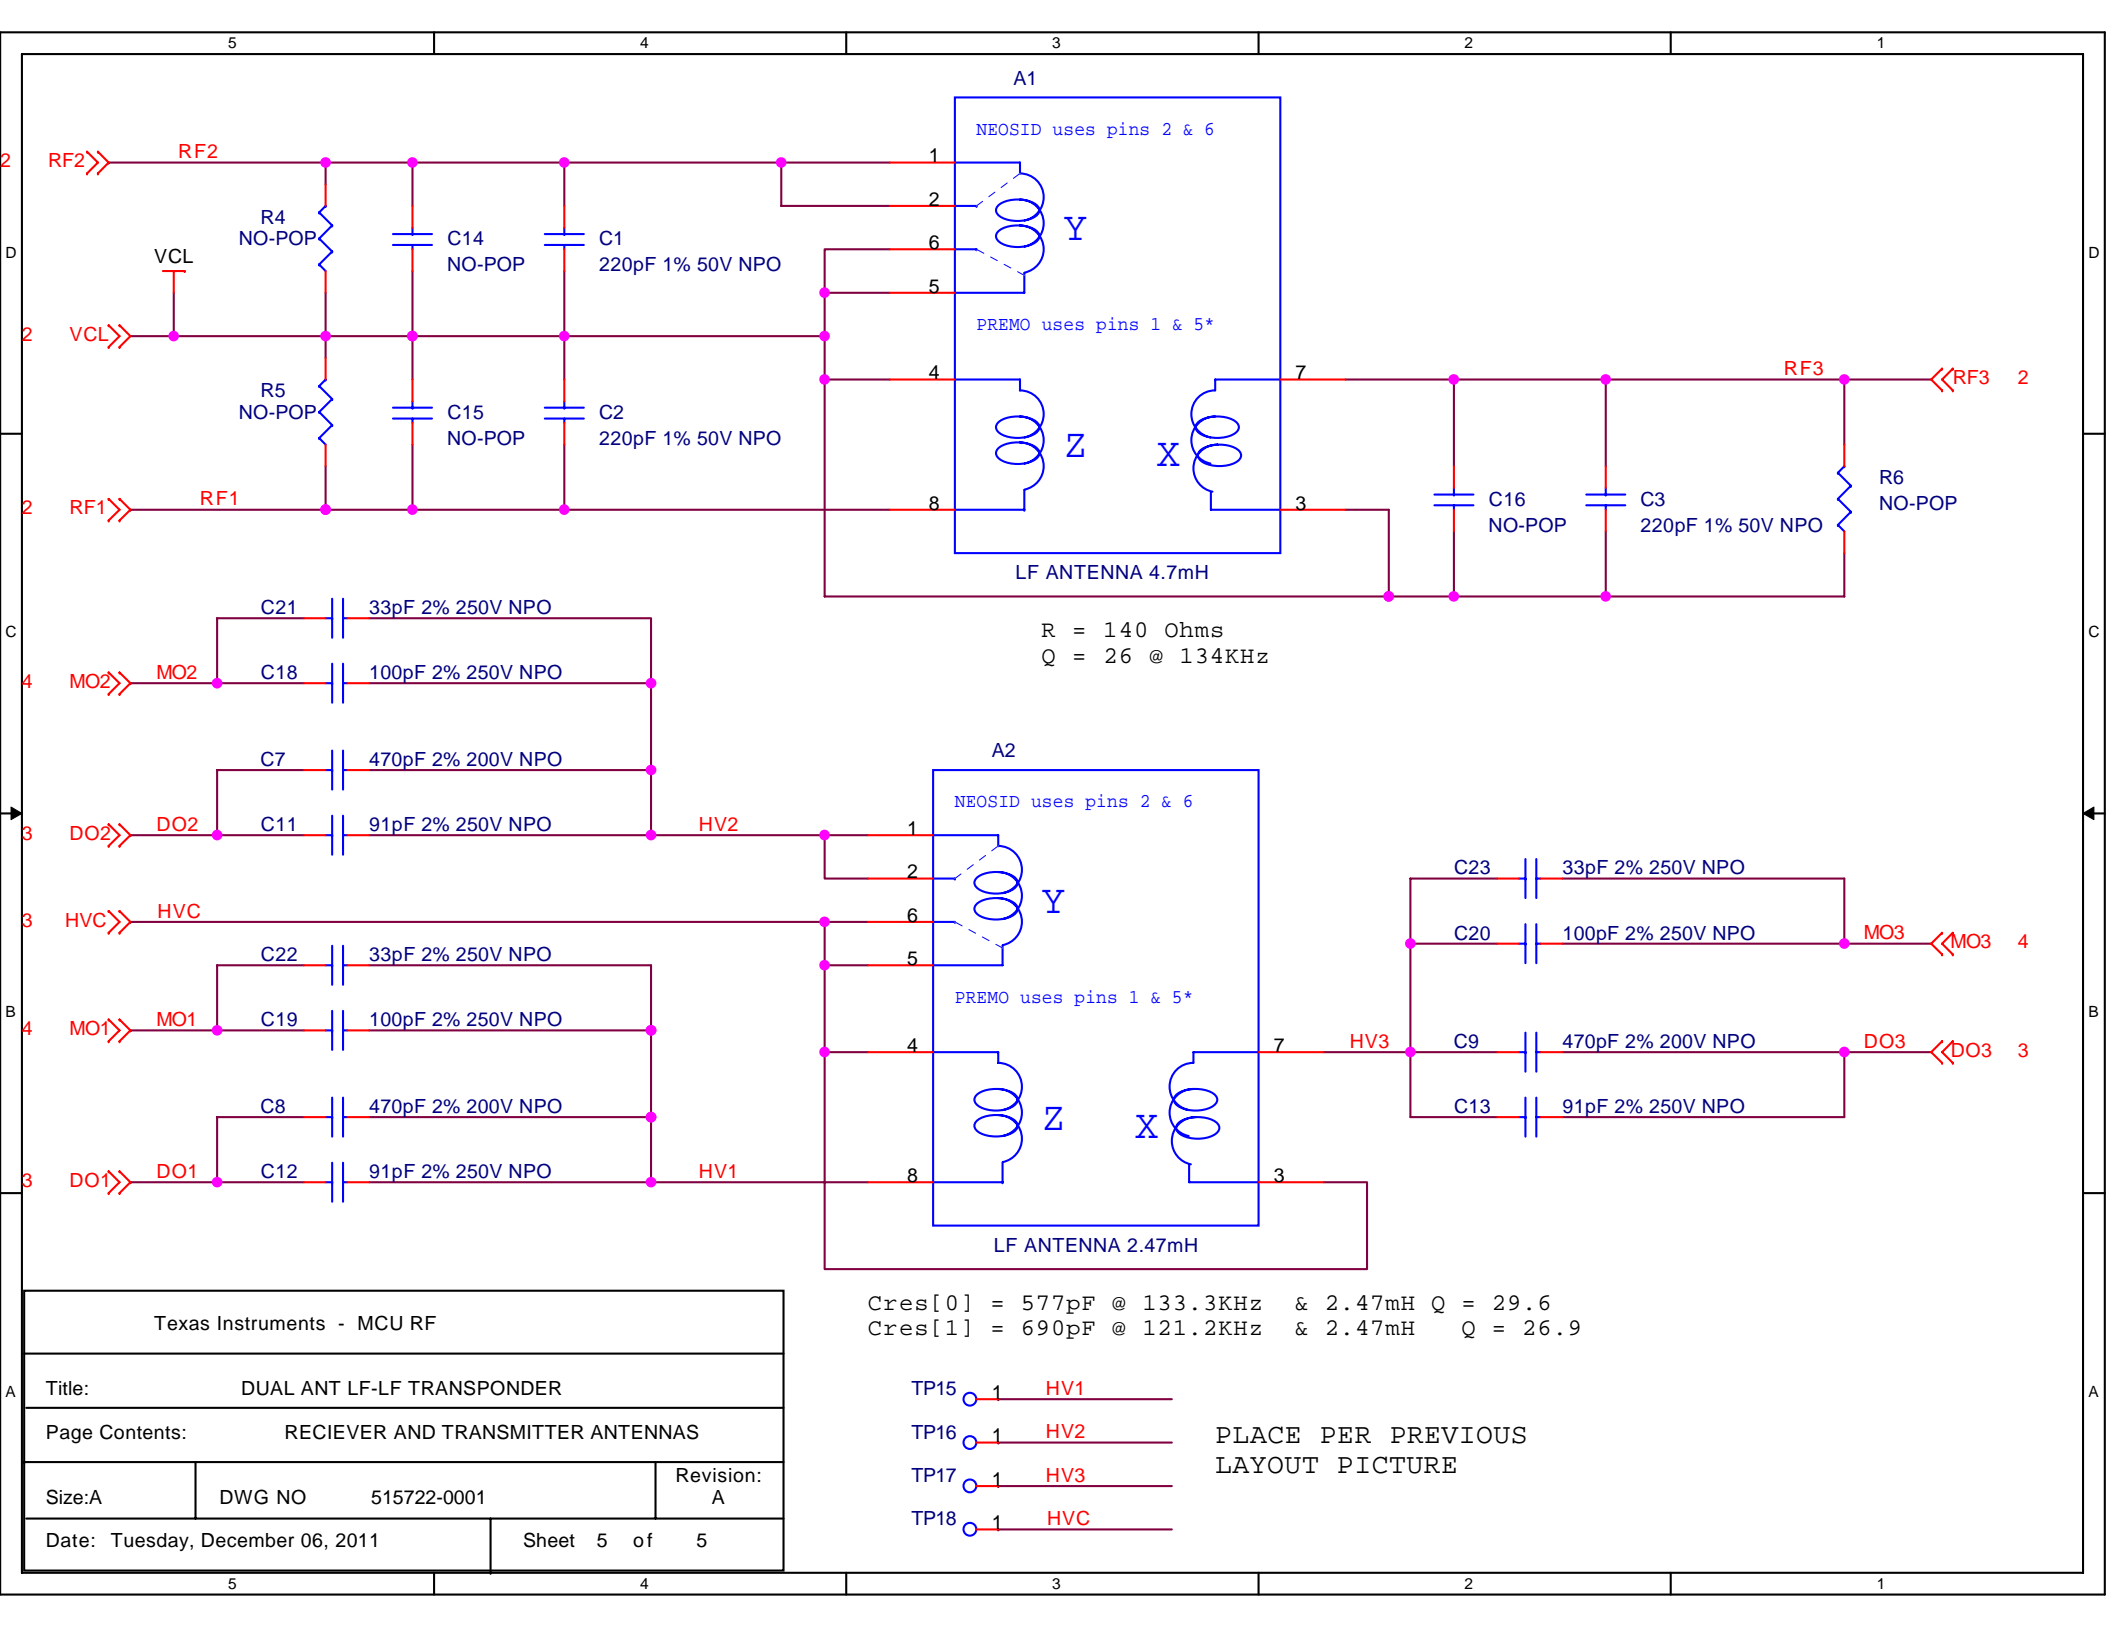 5 4 3 2 1
A1
NEOSID uses pins 2 & 6
2 RF2 RF2 1
2
R4
NO-POP
C14
NO-POP
C1
220pF 1% 50V NPO
Y
D D
VCL
6
5
2 VCL
PREMO uses pins 1 & 5*
4 7 RF3 RF3 2
R5
NO-POP
C15
NO-POP
C2
220pF 1% 50V NPO
Z X
C16
NO-POP
C3
220pF 1% 50V NPO
R6
NO-POP
2 RF1 RF1 8 3
LF ANTENNA 4.7mH
C21 33pF 2% 250V NPO
C C
R = 140 Ohms
Q = 26 @ 134KHz
4 MO2 MO2 C18 100pF 2% 250V NPO
C7 470pF 2% 200V NPO
A2
NEOSID uses pins 2 & 6
3 DO2 DO2 C11 91pF 2% 250V NPO HV2 1
2
Y
C23 33pF 2% 250V NPO
3 HVC HVC 6
C20 100pF 2% 250V NPO MO3 MO3 4
C22 33pF 2% 250V NPO 5
PREMO uses pins 1 & 5*
B B
4 MO1 MO1 C19 100pF 2% 250V NPO
4 7 HV3 C9 470pF 2% 200V NPO DO3 DO3 3
C8 470pF 2% 200V NPO
Z X
C13 91pF 2% 250V NPO
3 DO1 DO1 C12 91pF 2% 250V NPO HV1 8 3
LF ANTENNA 2.47mH
Cres[0] = 577pF @ 133.3KHz & 2.47mH Q = 29.6
Cres[1] = 690pF @ 121.2KHz & 2.47mH Q = 26.9
Texas Instruments - MCU RF
Title: DUAL ANT LF-LF TRANSPONDER
A A
Page Contents: RECIEVER AND TRANSMITTER ANTENNAS
Size:A DWG NO 515722-0001 Revision:
A
Date: Tuesday, December 06, 2011 Sheet 5 of 5
TP15 1 HV1
TP16 1 HV2
TP17 1 HV3
TP18 1 HVC
PLACE PER PREVIOUS
LAYOUT PICTURE
5 4 3 2 1